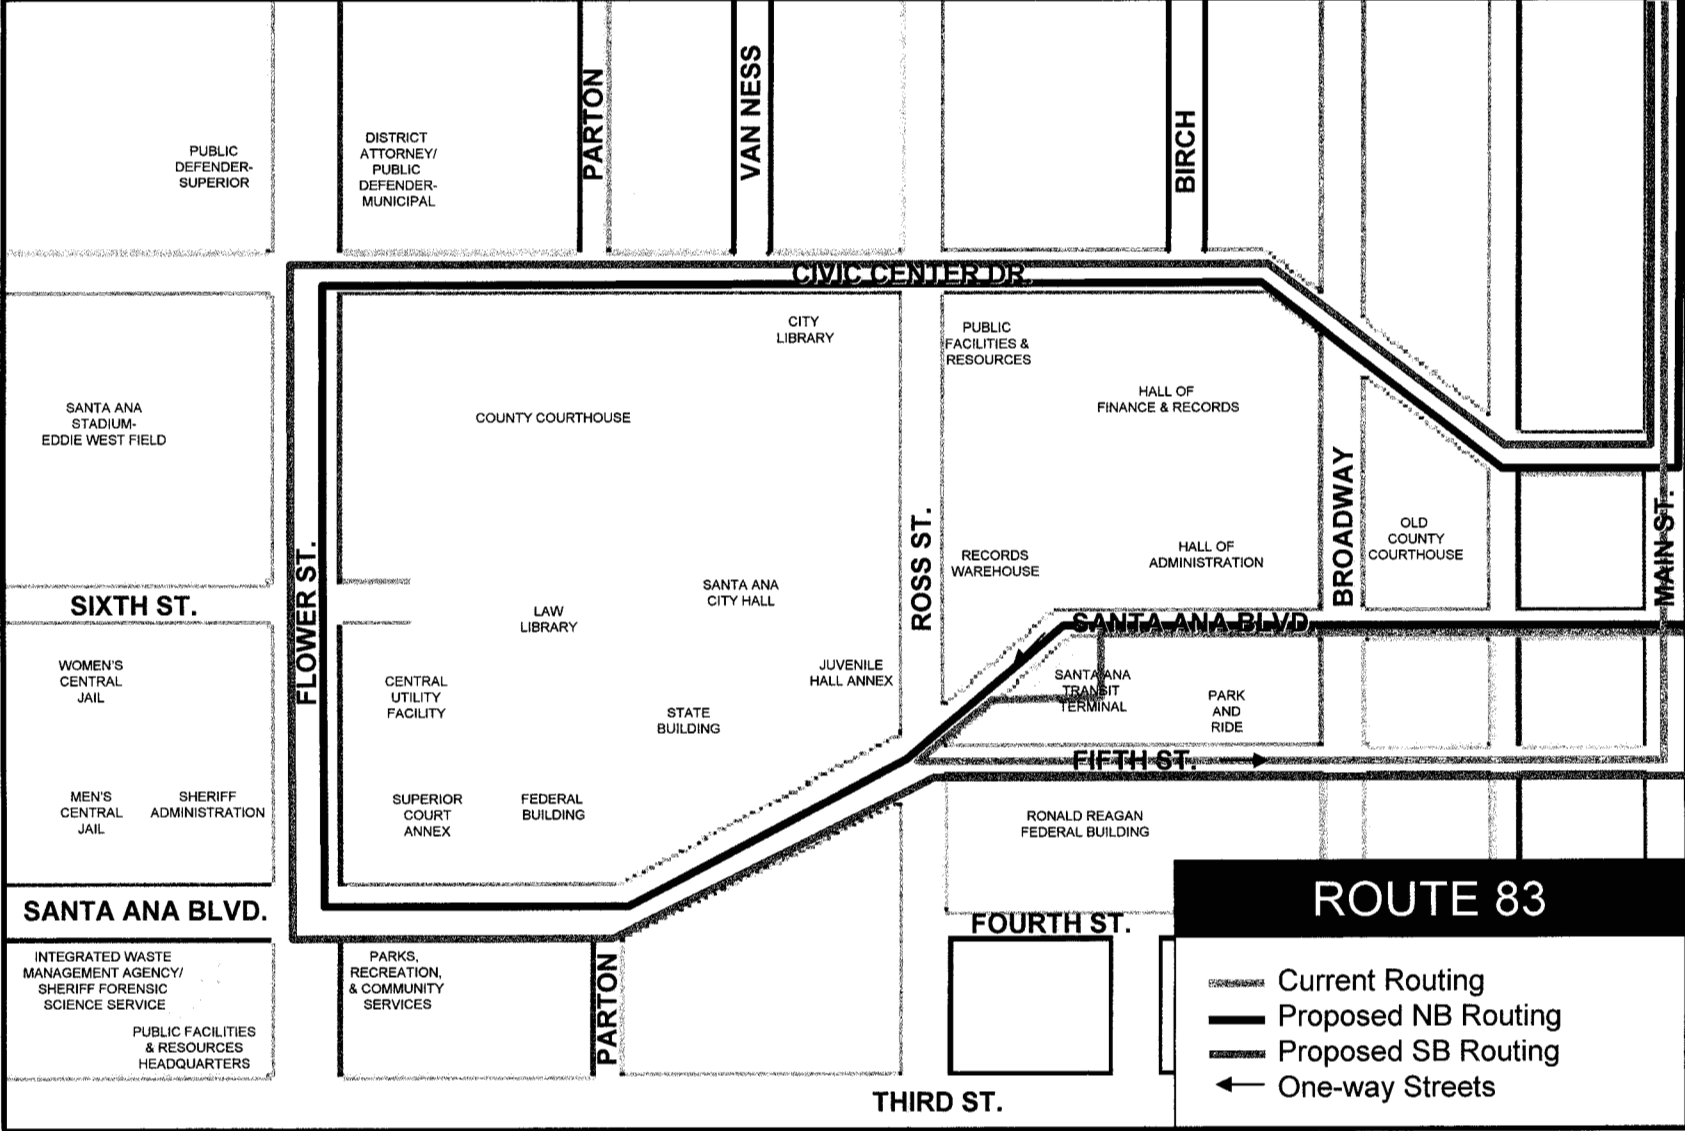 PARTON
VAN NESS
BIRCH
PUBLIC
DEFENDER-
SUPERIOR
DISTRICT
ATTORNEY/
PUBLIC
DEFENDER-
MUNICIPAL
CIVIC CENTER DR.
CITY
LIBRARY
PUBLIC
FACILITIES &
RESOURCES
SANTA ANA
STADIUM-
EDDIE WEST FIELD
COUNTY COURTHOUSE
HALL OF
FINANCE & RECORDS
FLOWER ST.
ROSS ST.
BROADWAY
MAIN ST.
RECORDS
WAREHOUSE
HALL OF
ADMINISTRATION
OLD
COUNTY
COURTHOUSE
SIXTH ST.
LAW
LIBRARY
SANTA ANA
CITY HALL
SANTA ANA BLVD.
WOMEN'S
CENTRAL
JAIL
CENTRAL
UTILITY
FACILITY
JUVENILE
HALL ANNEX
STATE
BUILDING
SANTA ANA
TRANSIT
TERMINAL
PARK
AND
RIDE
FIFTH ST.
MEN'S
CENTRAL
JAIL
SHERIFF
ADMINISTRATION
SUPERIOR
COURT
ANNEX
FEDERAL
BUILDING
RONALD REAGAN
FEDERAL BUILDING
SANTA ANA BLVD.
FOURTH ST.
INTEGRATED WASTE
MANAGEMENT AGENCY/
SHERIFF FORENSIC
SCIENCE SERVICE
PUBLIC FACILITIES
& RESOURCES
HEADQUARTERS
PARKS,
RECREATION,
& COMMUNITY
SERVICES
PARTON
THIRD ST.
ROUTE 83
Current Routing
Proposed NB Routing
Proposed SB Routing
One-way Streets